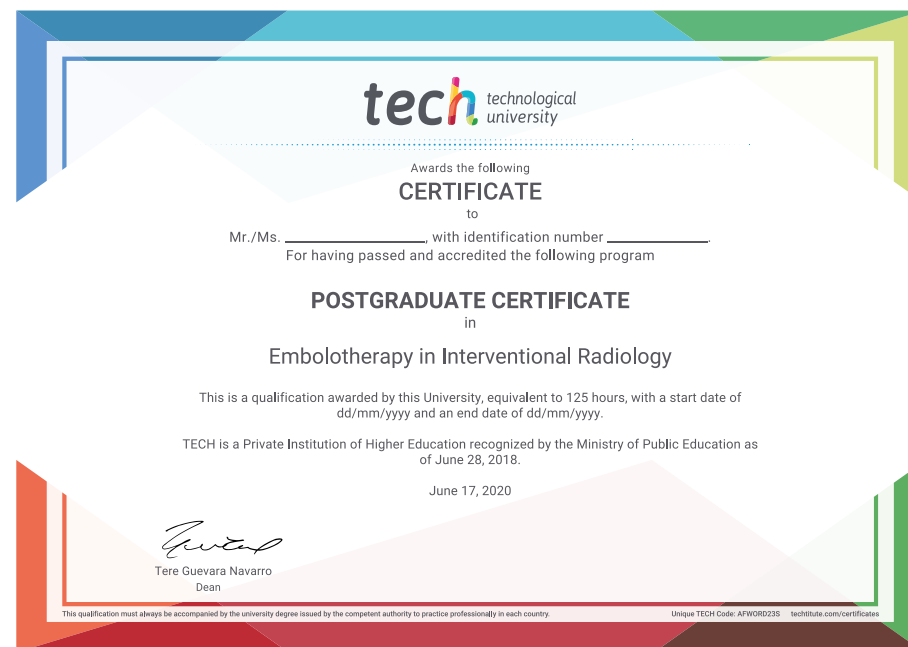 tech technological
university
Awards the following
CERTIFICATE
to
Mr./Ms. ____________________, with identification number ______________.
For having passed and accredited the following program
POSTGRADUATE CERTIFICATE
in
Embolotherapy in Interventional Radiology
This is a qualification awarded by this University, equivalent to 125 hours, with a start date of
dd/mm/yyyy and an end date of dd/mm/yyyy.
TECH is a Private Institution of Higher Education recognized by the Ministry of Public Education as
of June 28, 2018.
June 17, 2020
Tere Guevara Navarro
Dean
This qualification must always be accompanied by the university degree issued by the competent authority to practice professionally in each country. Unique TECH Code: AFWORD23S techtitute.com/certificates